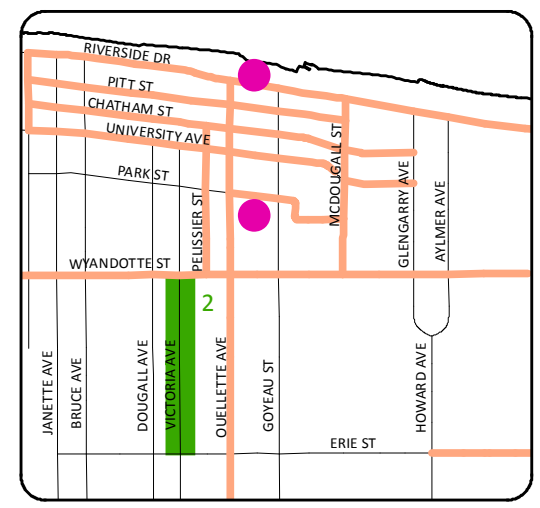 RIVERSIDE DR
PITT ST
CHATHAM ST
UNIVERSITY AVE
PARK ST
MCDOUGALL ST
GLENGARRY AVE
AYLMER AVE
PELISSIER ST
WYANDOTTE ST
2
JANETTE AVE
BRUCE AVE
DOUGALL AVE
VICTORIA AVE
OUELLETTE AVE
GOYEAU ST
HOWARD AVE
ERIE ST